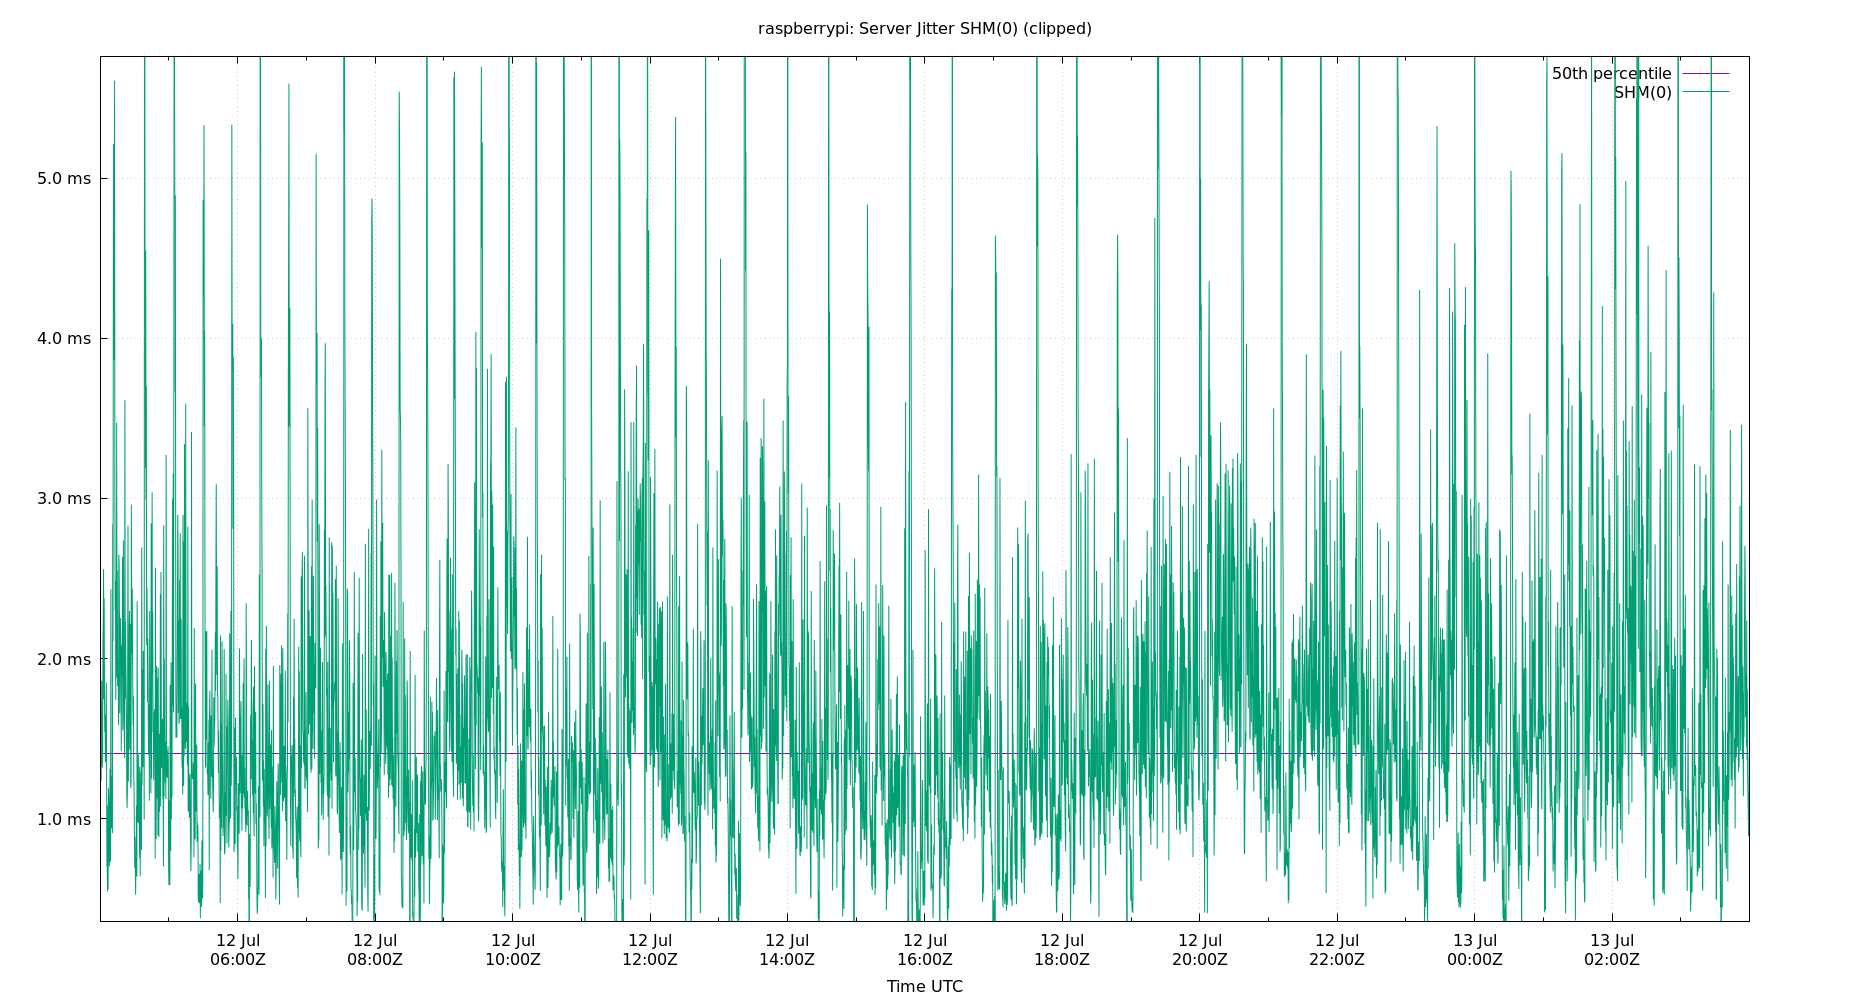 raspberrypi: Server Jitter SHM(0) (clipped)
50th percentile
SHM(0)
5.0 ms
4.0 ms
3.0 ms
2.0 ms
1.0 ms
12 Jul 12 Jul 12 Jul 12 Jul 12 Jul 12 Jul 12 Jul 12 Jul 12 Jul 13 Jul 13 Jul
06:00Z 08:00Z 10:00Z 12:00Z 14:00Z 16:00Z 18:00Z 20:00Z 22:00Z 00:00Z 02:00Z
Time UTC